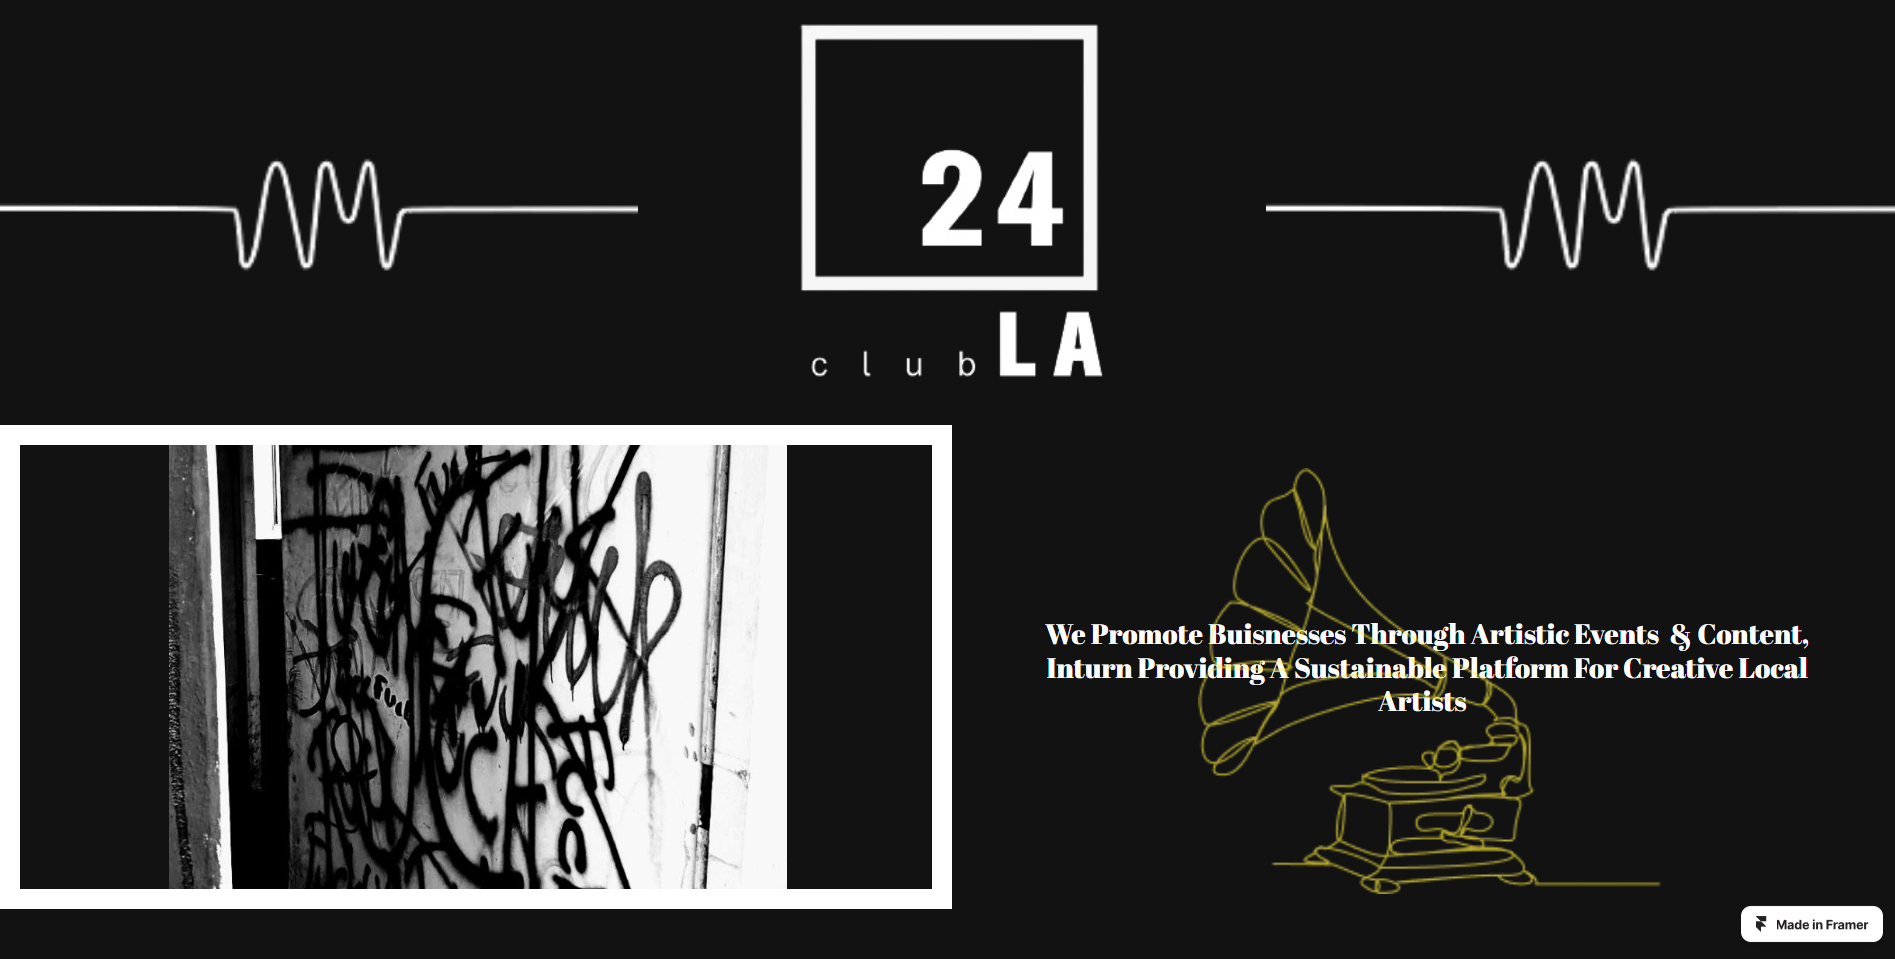 24
club LA
We Promote Buisnesses Through Artistic Events & Content,
Inturn Providing A Sustainable Platform For Creative Local
Artists
Made in Framer